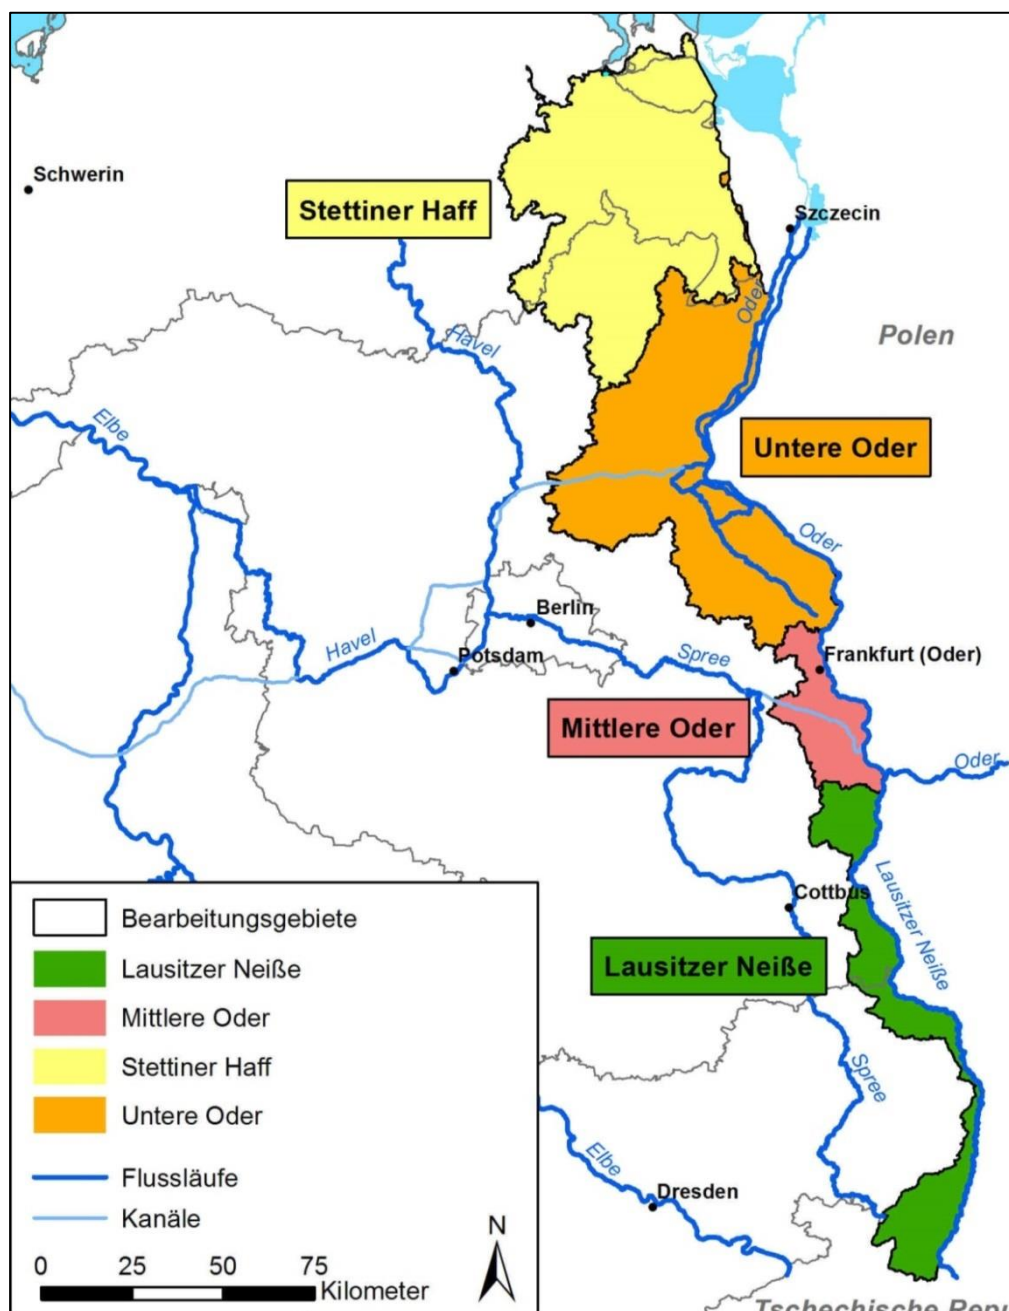 Schwerin
Stettiner Haff
Szczecin
Oder
Polen
Havel
Elbe
Untere Oder
Oder
Berlin
Havel
Potsdam
Spree
Frankfurt (Oder)
Mittlere Oder
Oder
Cottbus
Lausitzer Neiße
Lausitzer Neiße
Spree
Elbe
Dresden
Bearbeitungsgebiete
Lausitzer Neiße
Mittlere Oder
Stettiner Haff
Untere Oder
Flussläufe
Kanäle
N
0 25 50 75
Kilometer
Tschechische Repu